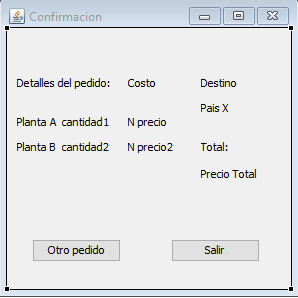 Confirmacion
Detalles del pedido: Costo Destino
Pais X
Planta A cantidad1 N precio
Planta B cantidad2 N precio2 Total:
Precio Total
Otro pedido Salir